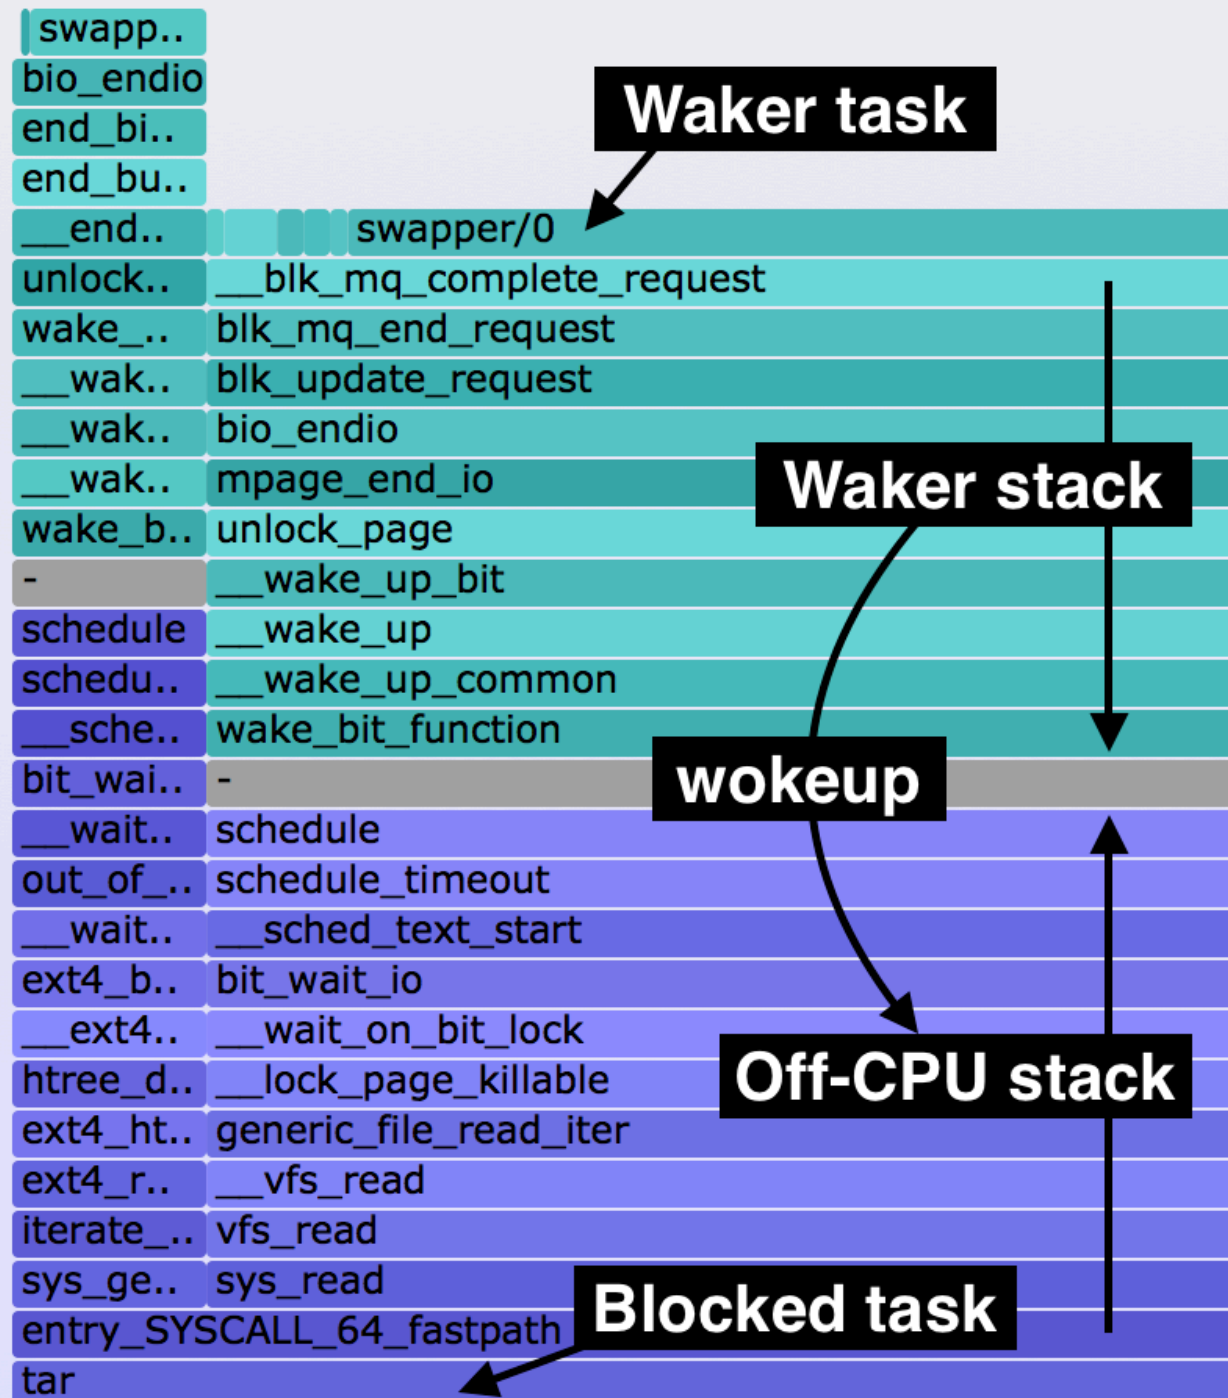 swapp..
bio_endio
end_bi..
Waker task
end_bu..
__end.. swapper/0
unlock.. __blk_mq_complete_request
wake_.. blk_mq_end_request
__wak.. blk_update_request
__wak.. bio_endio
__wak.. mpage_end_io
Waker stack
wake_b.. unlock_page
- __wake_up_bit
schedule __wake_up
schedu.. __wake_up_common
__sche.. wake_bit_function
bit_wai.. -
wokeup
__wait.. schedule
out_of_.. schedule_timeout
__wait.. __sched_text_start
ext4_b.. bit_wait_io
__ext4.. __wait_on_bit_lock
htree_d.. __lock_page_killable
Off-CPU stack
ext4_ht.. generic_file_read_iter
ext4_r.. __vfs_read
iterate_.. vfs_read
sys_ge.. sys_read
Blocked task
entry_SYSCALL_64_fastpath
tar